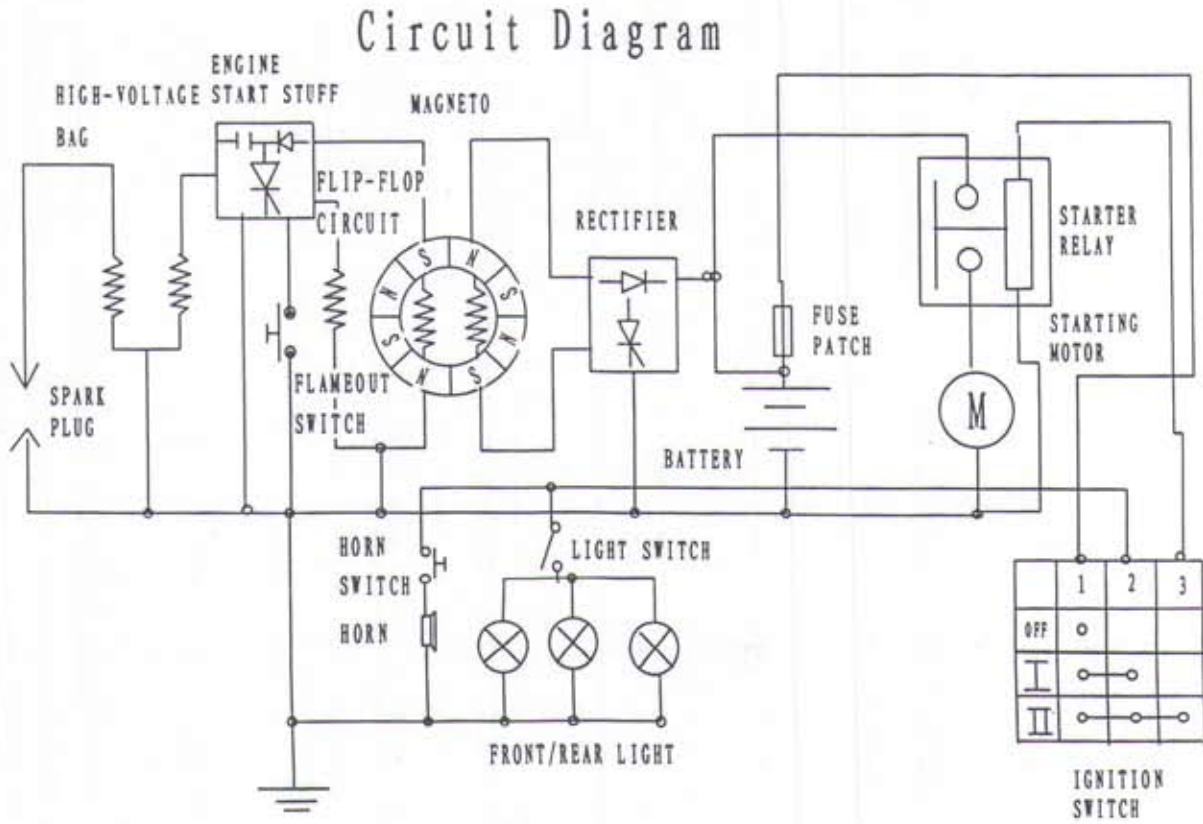 Circuit Diagram
ENGINE
HIGH-VOLTAGE START STUFF
BAG
MAGNETO
FLIP-FLOP
CIRCUIT
RECTIFIER
STARTER
RELAY
FUSE
PATCH
STARTING
MOTOR
SPARK
PLUG
FLAMEOUT
SWITCH
M
BATTERY
N
S
S
N
S
N
S
N
HORN
SWITCH
LIGHT SWITCH
HORN
1 2 3
OFF
I
II
FRONT/REAR LIGHT
IGNITION
SWITCH